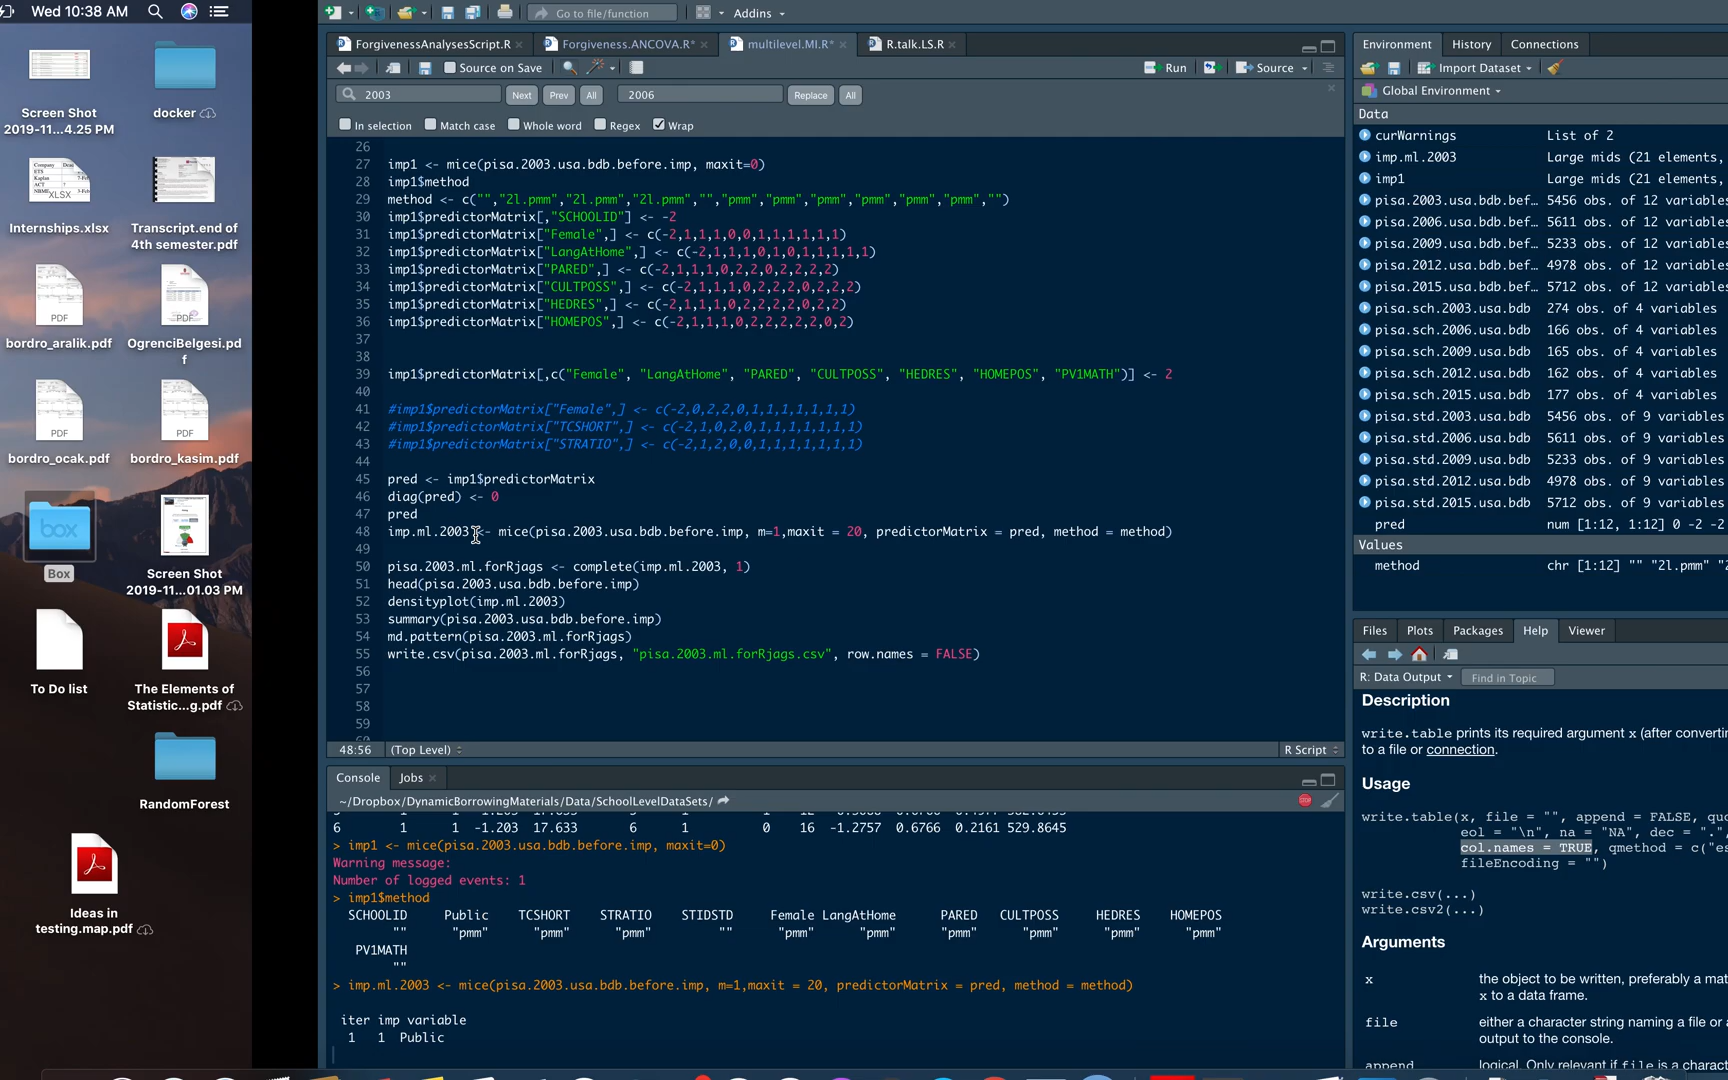 Wed 10:38 AM
Screen Shot
2019-11...4.25 PM
docker
XLSX
Internships.xlsx
Transcript.end of
4th semester.pdf
PDF
bordro_aralik.pdf
PDF
OgrenciBelgesi.pd
f
PDF
bordro_ocak.pdf
PDF
bordro_kasim.pdf
box
Box
Screen Shot
2019-11...01.03 PM
To Do list
The Elements of
Statistic...g.pdf
RandomForest
Ideas in
testing.map.pdf
Go to file/function
Addins
ForgivenessAnalysesScript.R
Forgiveness.ANCOVA.R*
multilevel.MI.R*
R.talk.LS.R
Source on Save
Run
Source
2003
Next
Prev
All
2006
Replace
All
In selection
Match case
Whole word
Regex
Wrap
26
27 imp1 <- mice(pisa.2003.usa.bdb.before.imp, maxit=0)
28 imp1$method
29 method <- c("","2l.pmm","2l.pmm","2l.pmm","","pmm","pmm","pmm","pmm","pmm","pmm","")
30 imp1$predictorMatrix[,"SCHOOLID"] <- -2
31 imp1$predictorMatrix["Female",] <- c(-2,1,1,1,0,0,1,1,1,1,1,1)
32 imp1$predictorMatrix["LangAtHome",] <- c(-2,1,1,1,0,1,0,1,1,1,1,1)
33 imp1$predictorMatrix["PARED",] <- c(-2,1,1,1,0,2,2,0,2,2,2,2)
34 imp1$predictorMatrix["CULTPOSS",] <- c(-2,1,1,1,0,2,2,2,0,2,2,2)
35 imp1$predictorMatrix["HEDRES",] <- c(-2,1,1,1,0,2,2,2,2,0,2,2)
36 imp1$predictorMatrix["HOMEPOS",] <- c(-2,1,1,1,0,2,2,2,2,2,0,2)
37
38
39 imp1$predictorMatrix[,c("Female", "LangAtHome", "PARED", "CULTPOSS", "HEDRES", "HOMEPOS", "PV1MATH")] <- 2
40
41 #imp1$predictorMatrix["Female",] <- c(-2,0,2,2,0,1,1,1,1,1,1,1)
42 #imp1$predictorMatrix["TCSHORT",] <- c(-2,1,0,2,0,1,1,1,1,1,1,1)
43 #imp1$predictorMatrix["STRATIO",] <- c(-2,1,2,0,0,1,1,1,1,1,1,1)
44
45 pred <- imp1$predictorMatrix
46 diag(pred) <- 0
47 pred
48 imp.ml.2003 <- mice(pisa.2003.usa.bdb.before.imp, m=1,maxit = 20, predictorMatrix = pred, method = method)
49
50 pisa.2003.ml.forRjags <- complete(imp.ml.2003, 1)
51 head(pisa.2003.usa.bdb.before.imp)
52 densityplot(imp.ml.2003)
53 summary(pisa.2003.usa.bdb.before.imp)
54 md.pattern(pisa.2003.ml.forRjags)
55 write.csv(pisa.2003.ml.forRjags, "pisa.2003.ml.forRjags.csv", row.names = FALSE)
56
57
58
59
48:56 (Top Level) R Script
Console Jobs
~/Dropbox/DynamicBorrowingMaterials/Data/SchoolLevelDataSets/
6 1 1 -1.203 17.633 6 1 0 16 -1.2757 0.6766 0.2161 529.8645
> imp1 <- mice(pisa.2003.usa.bdb.before.imp, maxit=0)
Warning message:
Number of logged events: 1
> imp1$method
SCHOOLID Public TCSHORT STRATIO STIDSTD Female LangAtHome PARED CULTPOSS HEDRES HOMEPOS
"" "pmm" "pmm" "pmm" "" "pmm" "pmm" "pmm" "pmm" "pmm" "pmm"
PV1MATH
""
> imp.ml.2003 <- mice(pisa.2003.usa.bdb.before.imp, m=1,maxit = 20, predictorMatrix = pred, method = method)
iter imp variable
1 1 Public
Environment History Connections
Import Dataset
Global Environment
Data
curWarnings List of 2
imp.ml.2003 Large mids (21 elements,
imp1 Large mids (21 elements,
pisa.2003.usa.bdb.bef… 5456 obs. of 12 variables
pisa.2006.usa.bdb.bef… 5611 obs. of 12 variables
pisa.2009.usa.bdb.bef… 5233 obs. of 12 variables
pisa.2012.usa.bdb.bef… 4978 obs. of 12 variables
pisa.2015.usa.bdb.bef… 5712 obs. of 12 variables
pisa.sch.2003.usa.bdb 274 obs. of 4 variables
pisa.sch.2006.usa.bdb 166 obs. of 4 variables
pisa.sch.2009.usa.bdb 165 obs. of 4 variables
pisa.sch.2012.usa.bdb 162 obs. of 4 variables
pisa.sch.2015.usa.bdb 177 obs. of 4 variables
pisa.std.2003.usa.bdb 5456 obs. of 9 variables
pisa.std.2006.usa.bdb 5611 obs. of 9 variables
pisa.std.2009.usa.bdb 5233 obs. of 9 variables
pisa.std.2012.usa.bdb 4978 obs. of 9 variables
pisa.std.2015.usa.bdb 5712 obs. of 9 variables
pred num [1:12, 1:12] 0 -2 -2
Values
method chr [1:12] "" "2l.pmm" "2
Files Plots Packages Help Viewer
R: Data Output Find in Topic
Description
write.table prints its required argument x (after converti
to a file or connection.
Usage
write.table(x, file = "", append = FALSE, quo
eol = "\n", na = "NA", dec = ".",
col.names = TRUE, qmethod = c("es
fileEncoding = "")
write.csv(...)
write.csv2(...)
Arguments
x the object to be written, preferably a mat
x to a data frame.
file either a character string naming a file or a
output to the console.
append logical. Only relevant if file is a charact